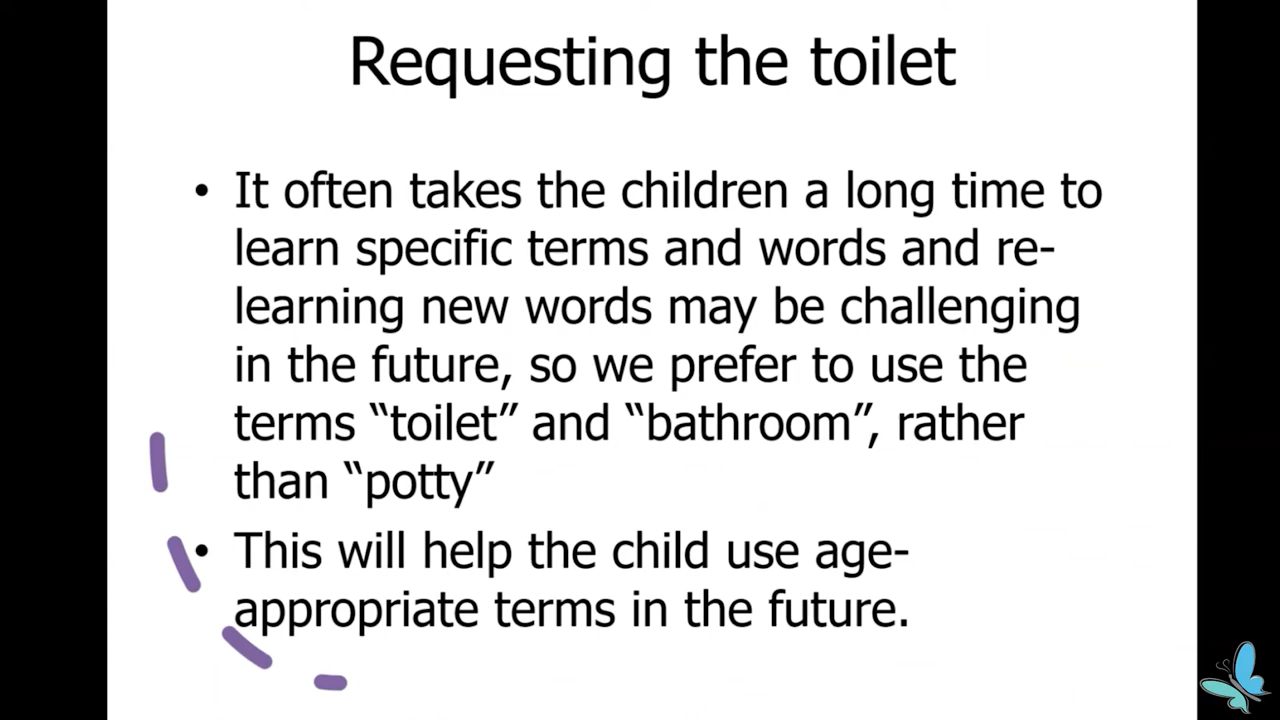 Requesting the toilet
• It often takes the children a long time to
learn specific terms and words and re-
learning new words may be challenging
in the future, so we prefer to use the
terms “toilet” and “bathroom”, rather
than “potty”
• This will help the child use age-
appropriate terms in the future.